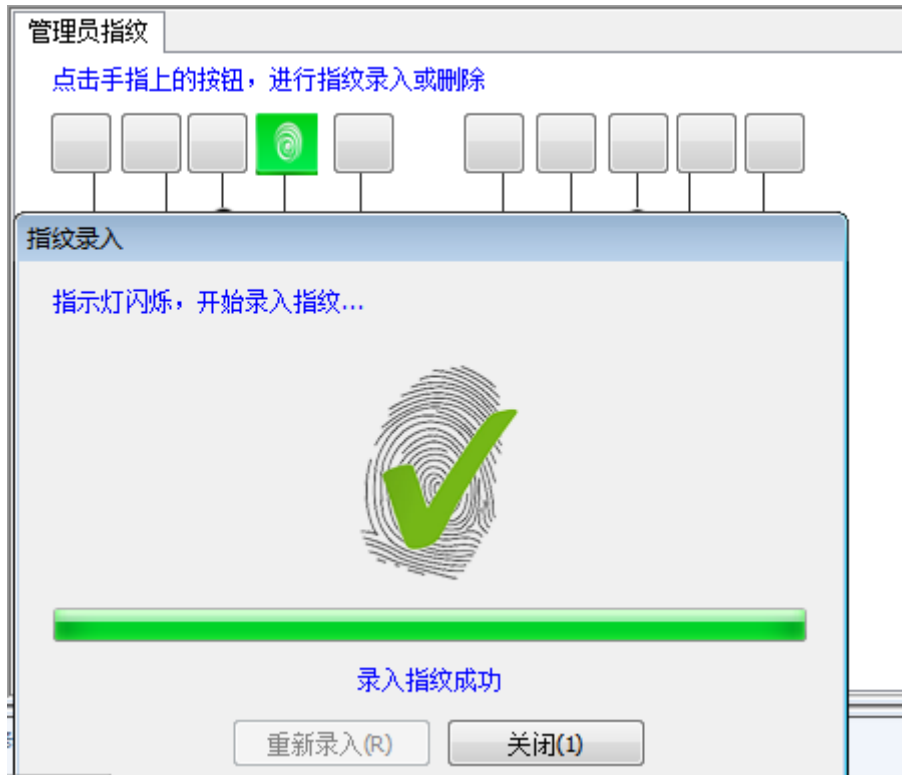 管理员指纹
点击手指上的按钮，进行指纹录入或删除
指纹录入
指示灯闪烁，开始录入指纹...
录入指纹成功
重新录入(R)
关闭(1)